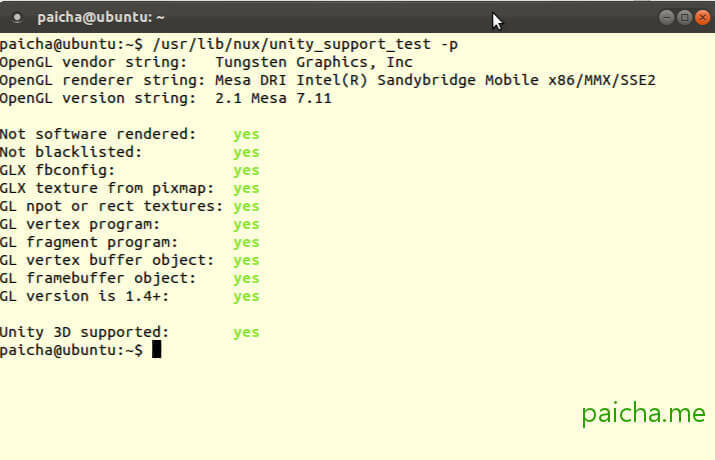 paicha@ubuntu: ~
paicha@ubuntu:~$ /usr/lib/nux/unity_support_test -p
OpenGL vendor string:   Tungsten Graphics, Inc
OpenGL renderer string: Mesa DRI Intel(R) Sandybridge Mobile x86/MMX/SSE2
OpenGL version string:  2.1 Mesa 7.11
Not software rendered:    yes
Not blacklisted:          yes
GLX fbconfig:             yes
GLX texture from pixmap:  yes
GL npot or rect textures: yes
GL vertex program:        yes
GL fragment program:      yes
GL vertex buffer object:  yes
GL framebuffer object:    yes
GL version is 1.4+:       yes
Unity 3D supported:       yes
paicha@ubuntu:~$
paicha.me